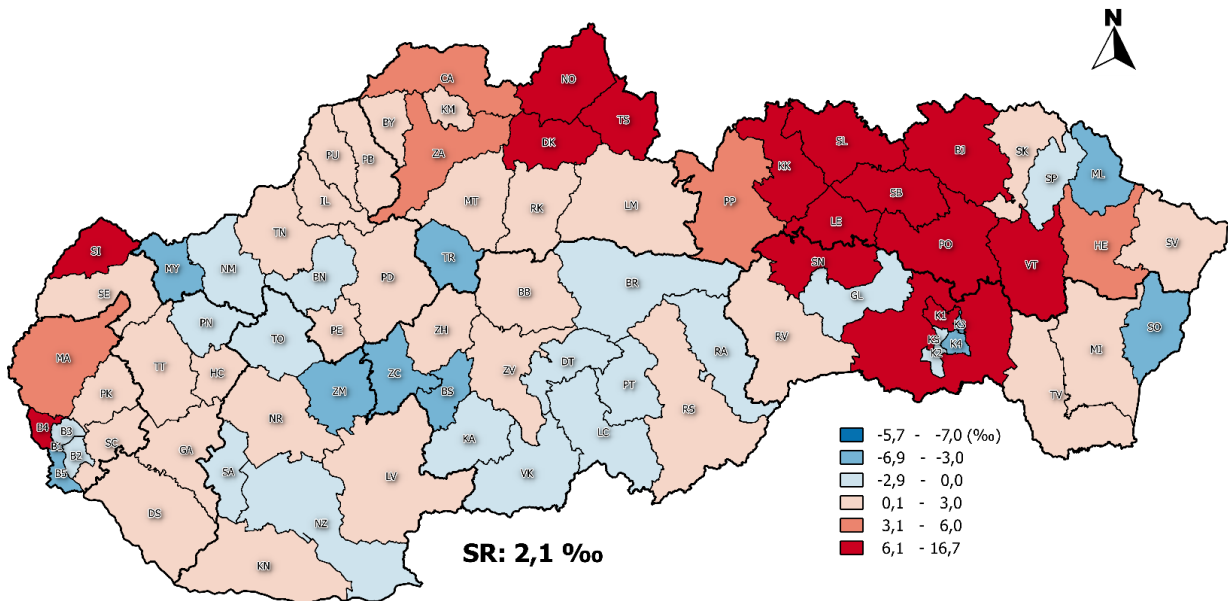 N
CA
NO
KM
TS
BY
PU
PB
ZA
DK
SL
BJ
SK
SP
ML
KK
SB
IL
MT
RK
LM
PP
LE
TN
PO
HE
SV
SI
MY
NM
BN
PD
TR
SN
VT
BR
GL
SE
BB
PN
TO
PE
ZH
RV
K1
K3
SO
MA
TT
HC
DT
RA
K2
K4
MI
PK
ZM
ZC
BS
ZV
PT
NR
RS
TV
B4
B3
SC
B1
B2
GA
KA
LC
B5
SA
LV
VK
DS
NZ
KN
-5,7 - -7,0 (‰)
-6,9 - -3,0
-2,9 - 0,0
0,1 - 3,0
3,1 - 6,0
6,1 - 16,7
SR: 2,1 ‰